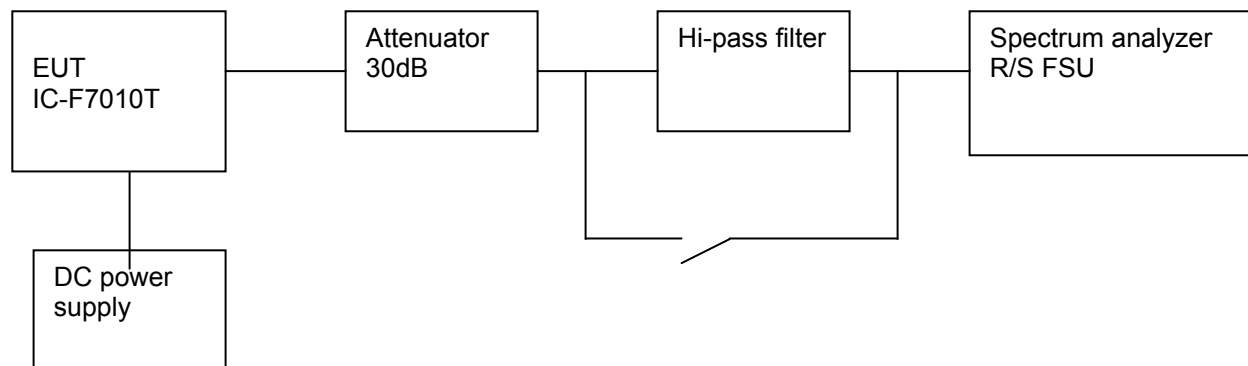 EUT
IC-F7010T
Attenuator
30dB
Hi-pass filter
Spectrum analyzer
R/S FSU
DC power
supply